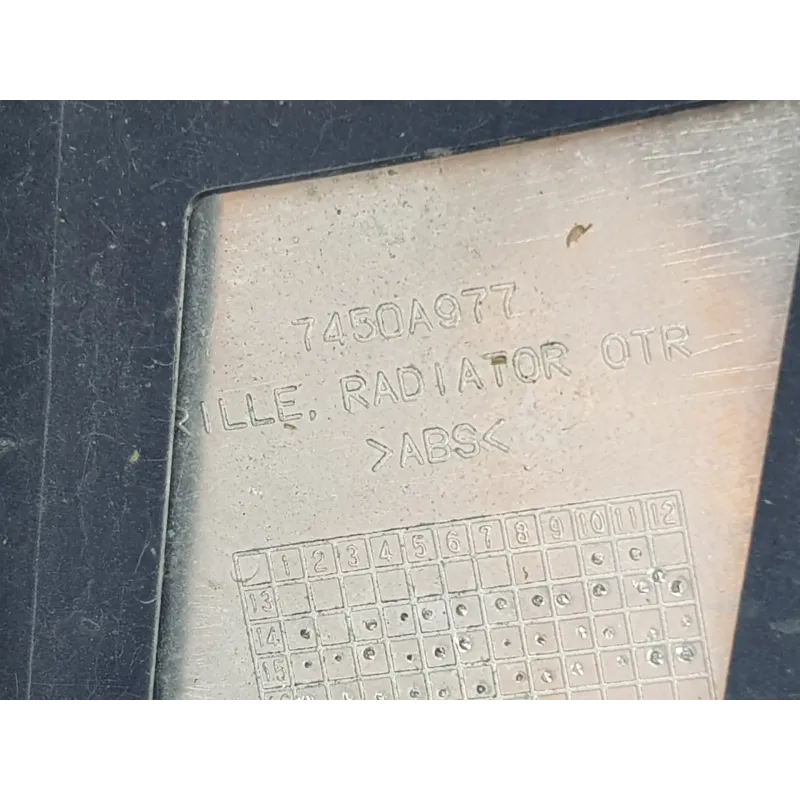 7450A977
RILLE, RADIATOR OTR
>ABS<
1 2 3 4 5 6 7 8 9 10 11 12
13
14
15